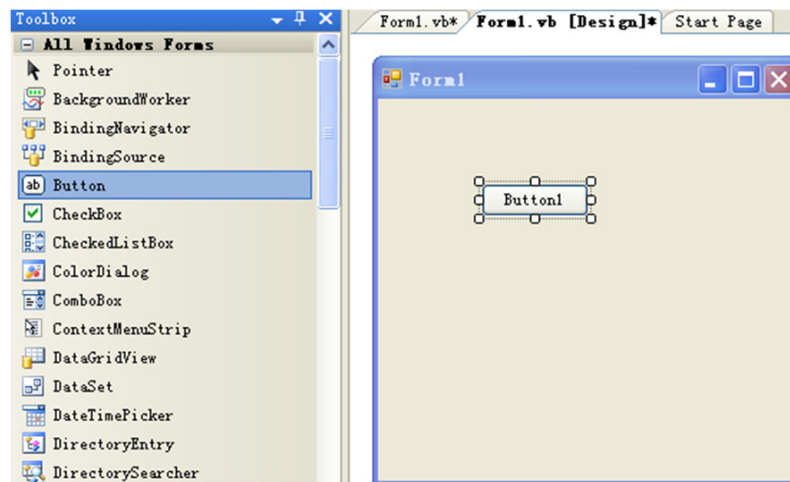 Toolbox
All Windows Forms
Pointer
BackgroundWorker
BindingNavigator
BindingSource
ab Button
CheckBox
CheckedListBox
ColorDialog
ComboBox
ContextMenuStrip
DataGridView
DataSet
DateTimePicker
DirectoryEntry
DirectorySearcher
Form1.vb* Form1.vb [Design]* Start Page
Form1
Button1